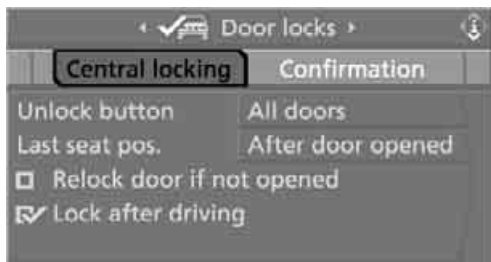 Door locks
Central locking Confirmation
Unlock button All doors
Last seat pos. After door opened
Relock door if not opened
Lock after driving